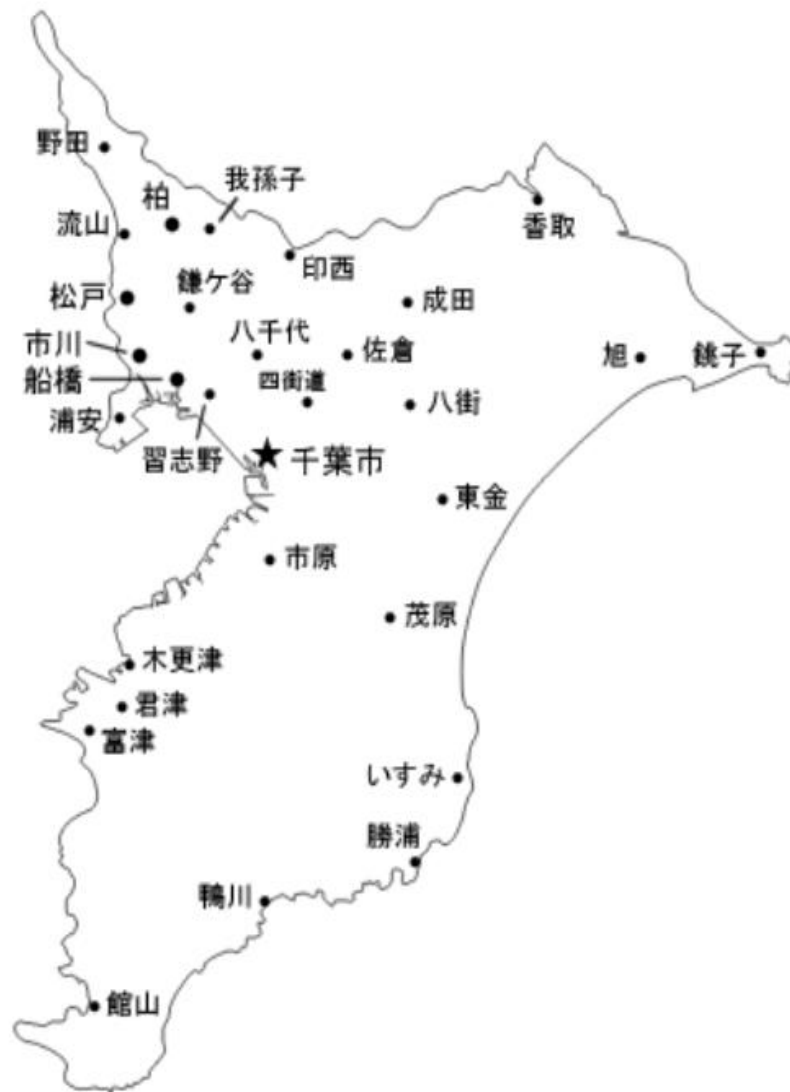 野田
我孫子
柏
流山
香取
印西
鎌ケ谷
松戸
成田
八千代
市川
佐倉
旭
銚子
船橋
四街道
浦安
八街
習志野
千葉市
東金
市原
茂原
木更津
君津
富津
いすみ
勝浦
鴨川
館山